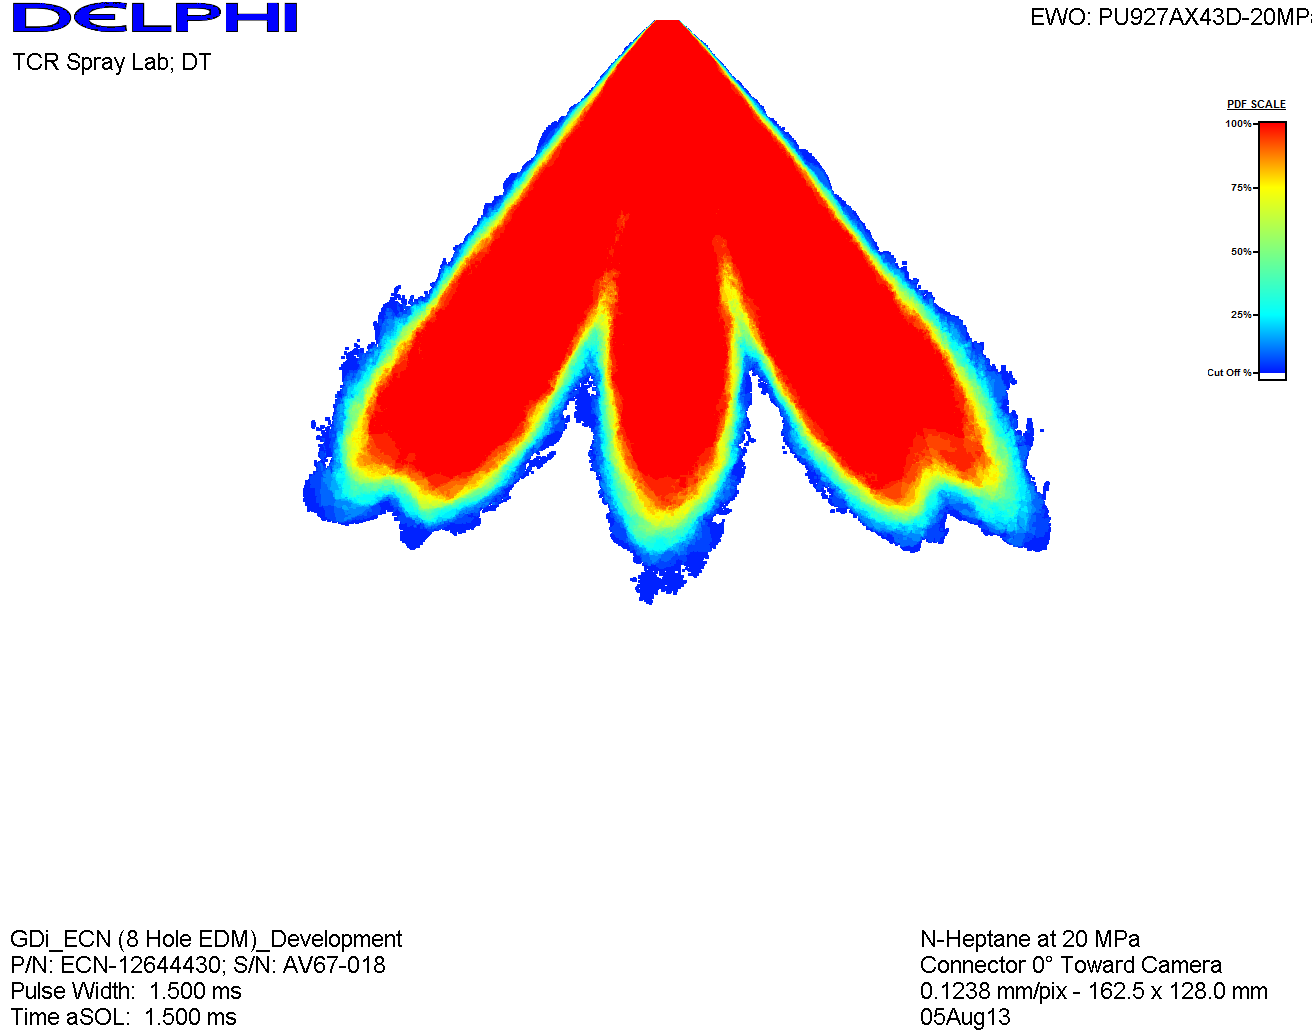 DELPHI
EWO: PU927AX43D-20MPa
TCR Spray Lab; DT
PDF SCALE
100%
75%
50%
25%
Cut Off %
GDi_ECN (8 Hole EDM)_Development
P/N: ECN-12644430; S/N: AV67-018
Pulse Width: 1.500 ms
Time aSOL: 1.500 ms
N-Heptane at 20 MPa
Connector 0° Toward Camera
0.1238 mm/pix - 162.5 x 128.0 mm
05Aug13